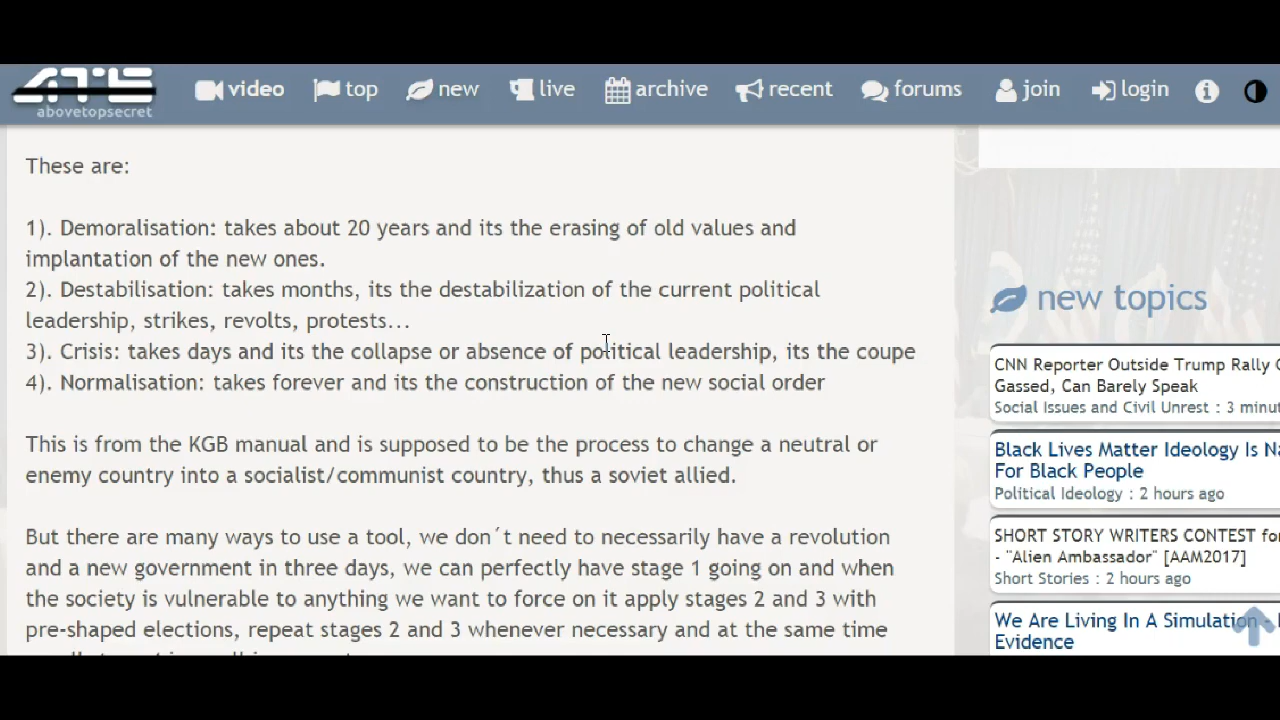 ATS
abovetopsecret
video top new live archive recent forums join login
These are:
1). Demoralisation: takes about 20 years and its the erasing of old values and
implantation of the new ones.
2). Destabilisation: takes months, its the destabilization of the current political
leadership, strikes, revolts, protests...
3). Crisis: takes days and its the collapse or absence of political leadership, its the coupe
4). Normalisation: takes forever and its the construction of the new social order
This is from the KGB manual and is supposed to be the process to change a neutral or
enemy country into a socialist/communist country, thus a soviet allied.
But there are many ways to use a tool, we don´t need to necessarily have a revolution
and a new government in three days, we can perfectly have stage 1 going on and when
the society is vulnerable to anything we want to force on it apply stages 2 and 3 with
pre-shaped elections, repeat stages 2 and 3 whenever necessary and at the same time
new topics
CNN Reporter Outside Trump Rally
Gassed, Can Barely Speak
Social Issues and Civil Unrest : 3
Black Lives Matter Ideology Is
For Black People
Political Ideology : 2 hours ago
SHORT STORY WRITERS CONTEST
- "Alien Ambassador" [AAM2017]
Short Stories : 2 hours ago
We Are Living In A Simulation -
Evidence